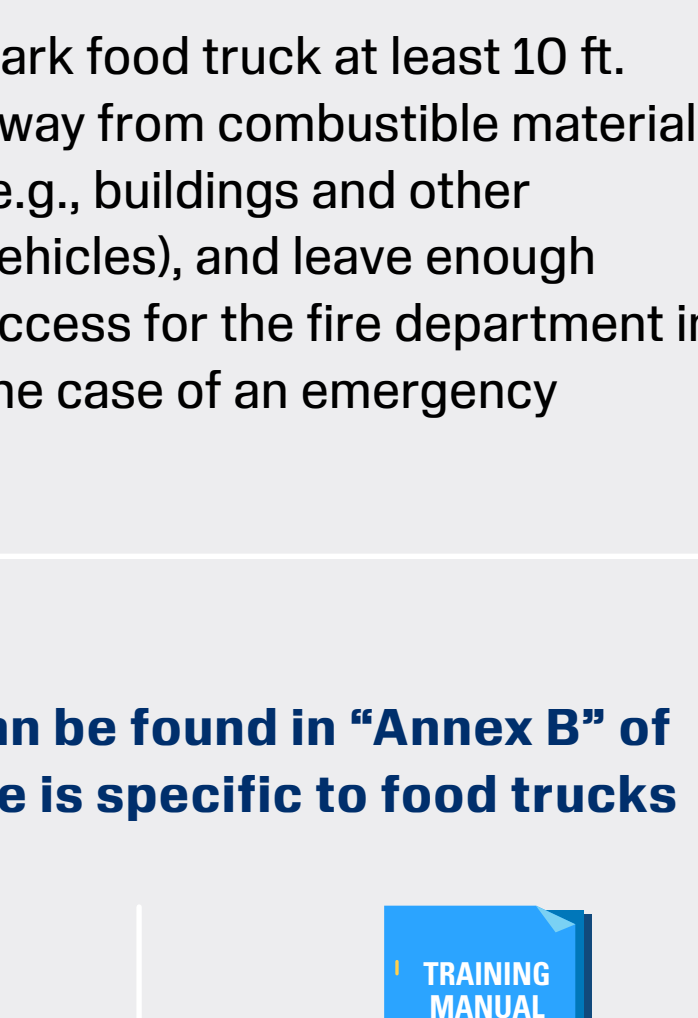 ark food truck at least 10 ft.
way from combustible material
e.g., buildings and other
ehicles), and leave enough
ccess for the fire department in
he case of an emergency
an be found in “Annex B” of
e is specific to food trucks
TRAINING
MANUAL